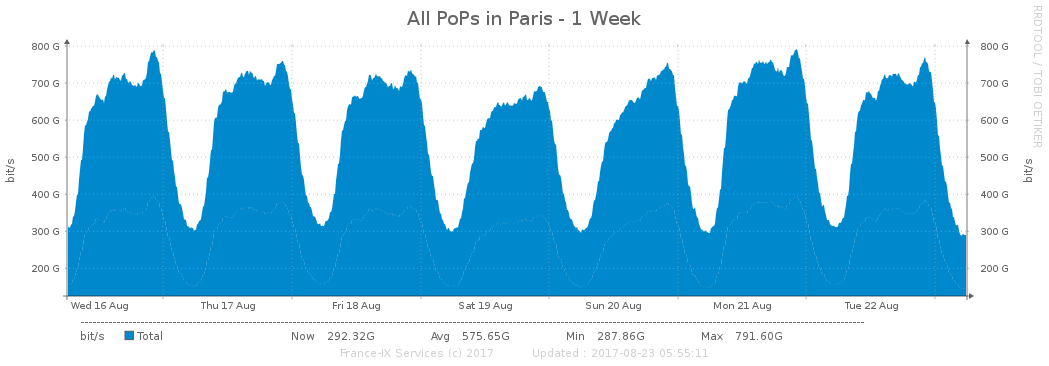 All PoPs in Paris - 1 Week
RRDTOOL / TOBI OETIKER
bit/s
800 G
700 G
600 G
500 G
400 G
300 G
200 G
800 G
700 G
600 G
500 G
400 G
300 G
200 G
bit/s
Wed 16 Aug Thu 17 Aug Fri 18 Aug Sat 19 Aug Sun 20 Aug Mon 21 Aug Tue 22 Aug
bit/s Total Now 292.32G Avg 575.65G Min 287.86G Max 791.60G
France-IX Services (c) 2017 Updated : 2017-08-23 05:55:11